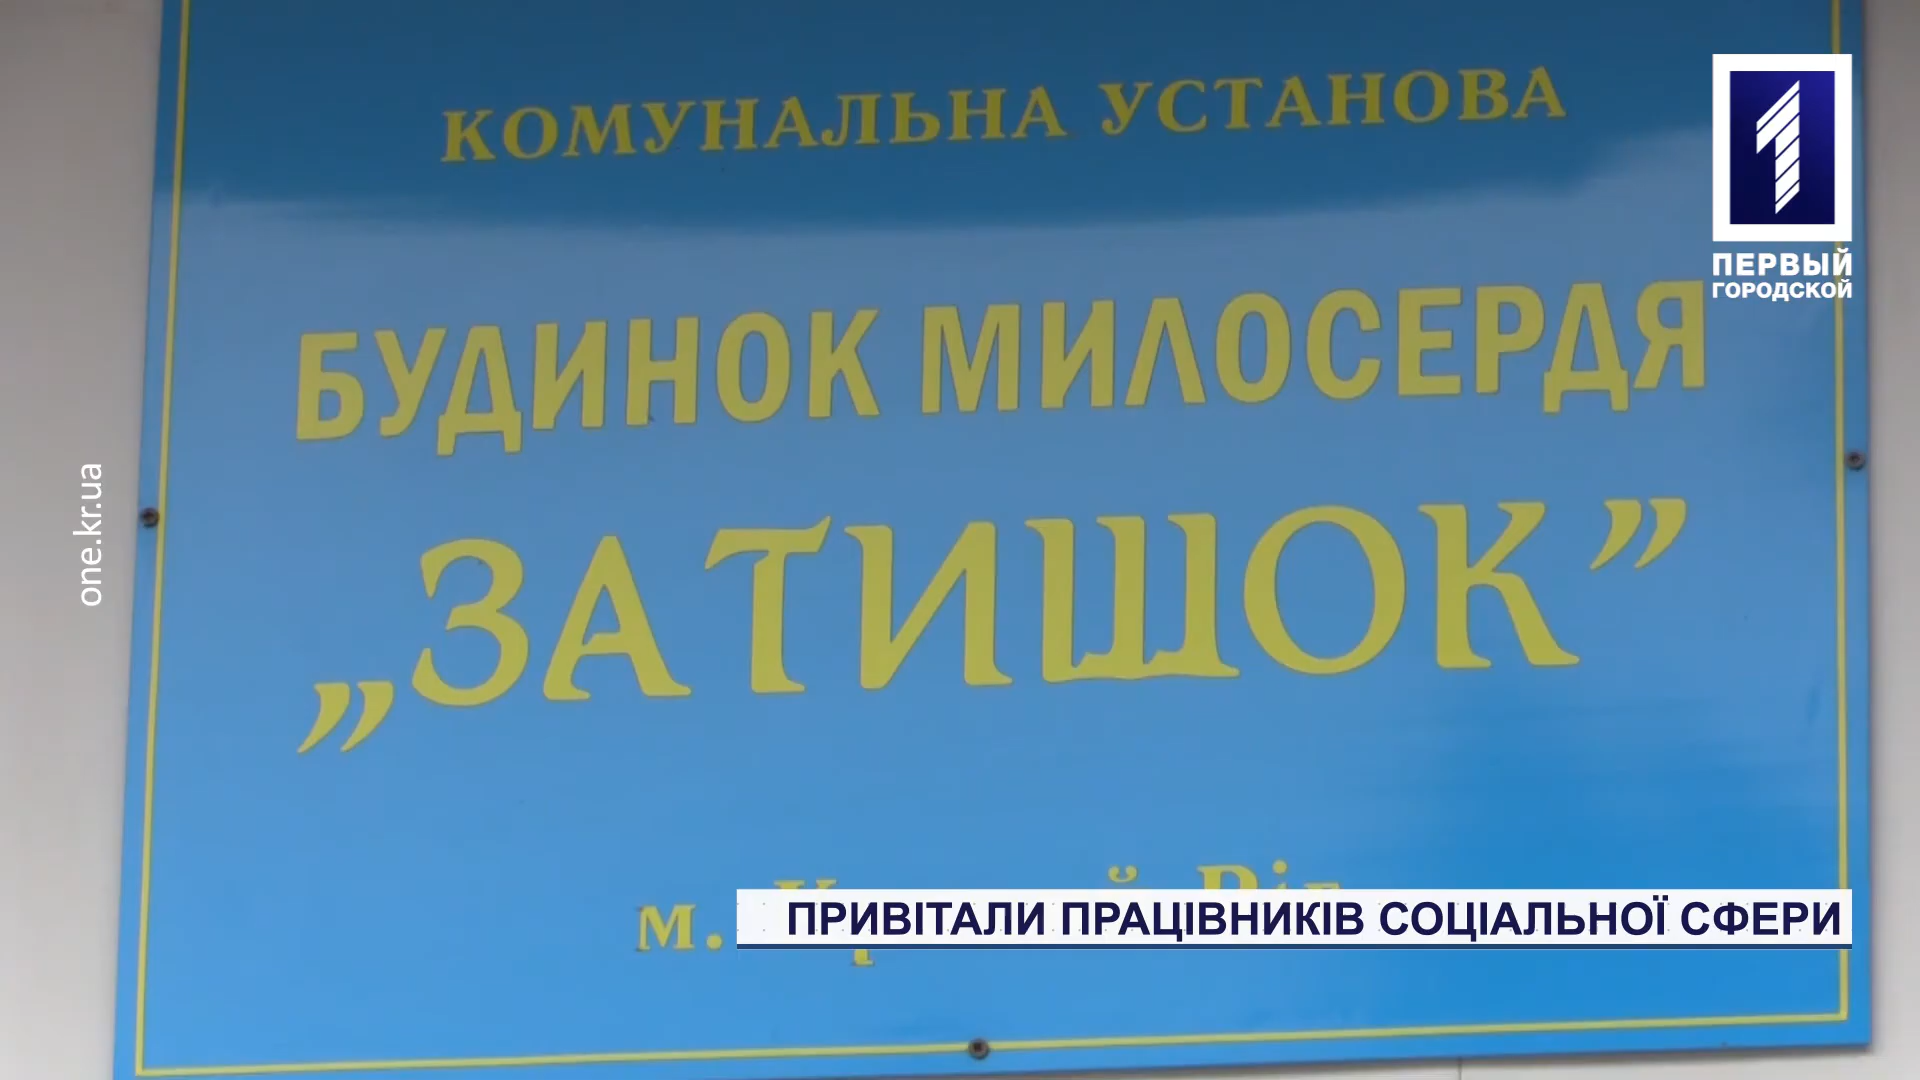 КОМУНАЛЬНА УСТАНОВА
ПЕРВЫЙ
ГОРОДСКОЙ
БУДИНОК МИЛОСЕРДЯ
„ЗАТИШОК”
one.kr.ua
м.
ПРИВІТАЛИ ПРАЦІВНИКІВ СОЦІАЛЬНОЇ СФЕРИ